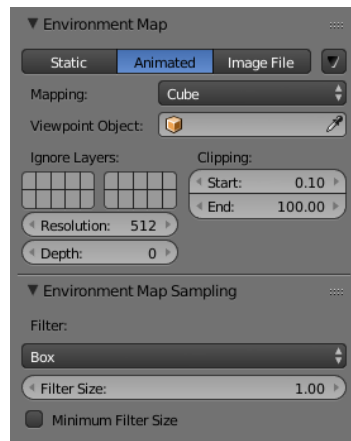 Environment Map
Static Animated Image File
Mapping: Cube
Viewpoint Object:
Ignore Layers: Clipping:
Start: 0.10
End: 100.00
Resolution: 512
Depth: 0
Environment Map Sampling
Filter:
Box
Filter Size: 1.00
Minimum Filter Size